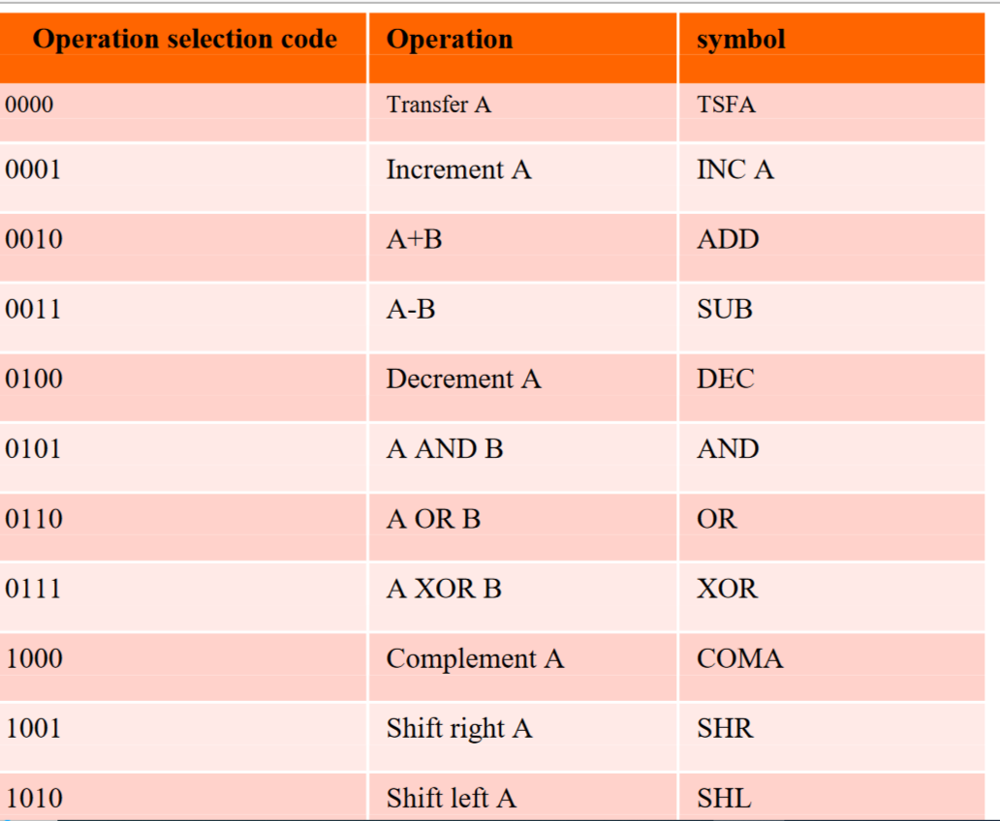 Operation selection code Operation symbol
0000 Transfer A TSFA
0001 Increment A INC A
0010 A+B ADD
0011 A-B SUB
0100 Decrement A DEC
0101 A AND B AND
0110 A OR B OR
0111 A XOR B XOR
1000 Complement A COMA
1001 Shift right A SHR
1010 Shift left A SHL